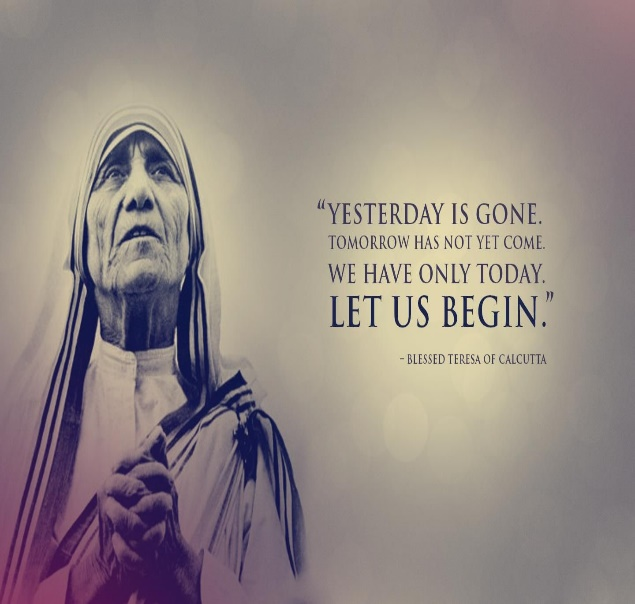 “YESTERDAY IS GONE.
TOMORROW HAS NOT YET COME.
WE HAVE ONLY TODAY.
LET US BEGIN.”
- BLESSED TERESA OF CALCUTTA